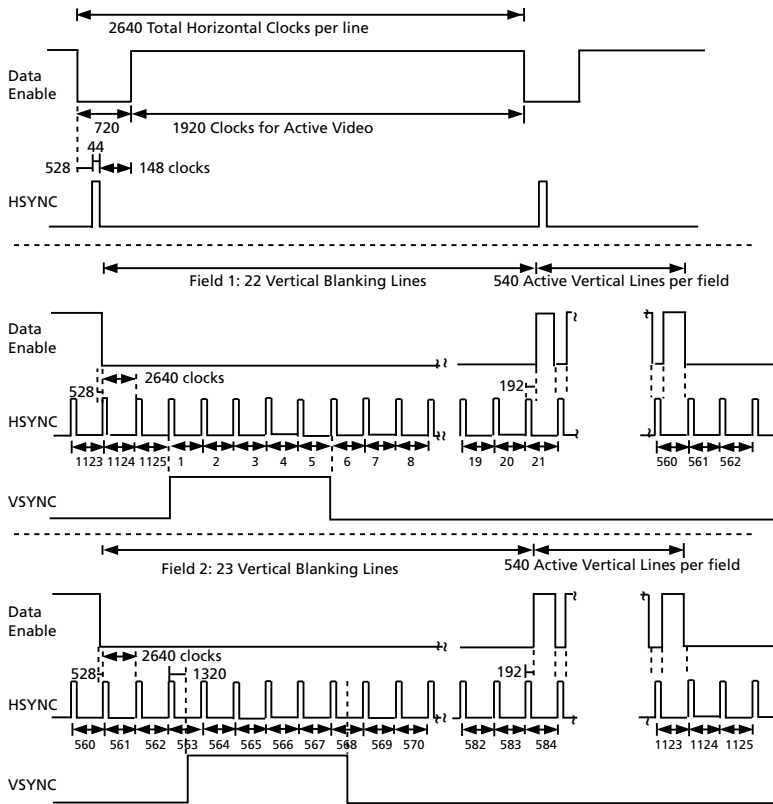 2640 Total Horizontal Clocks per line
Data
Enable
720
1920 Clocks for Active Video
44
528
148 clocks
HSYNC
Field 1: 22 Vertical Blanking Lines
540 Active Vertical Lines per field
Data
Enable
2640 clocks
528
192
HSYNC
1123 1124 1125 1 2 3 4 5 6 7 8 19 20 21 560 561 562
VSYNC
Field 2: 23 Vertical Blanking Lines
540 Active Vertical Lines per field
Data
Enable
2640 clocks
528
1320
192
HSYNC
560 561 562 563 564 565 566 567 568 569 570 582 583 584 1123 1124 1125
VSYNC